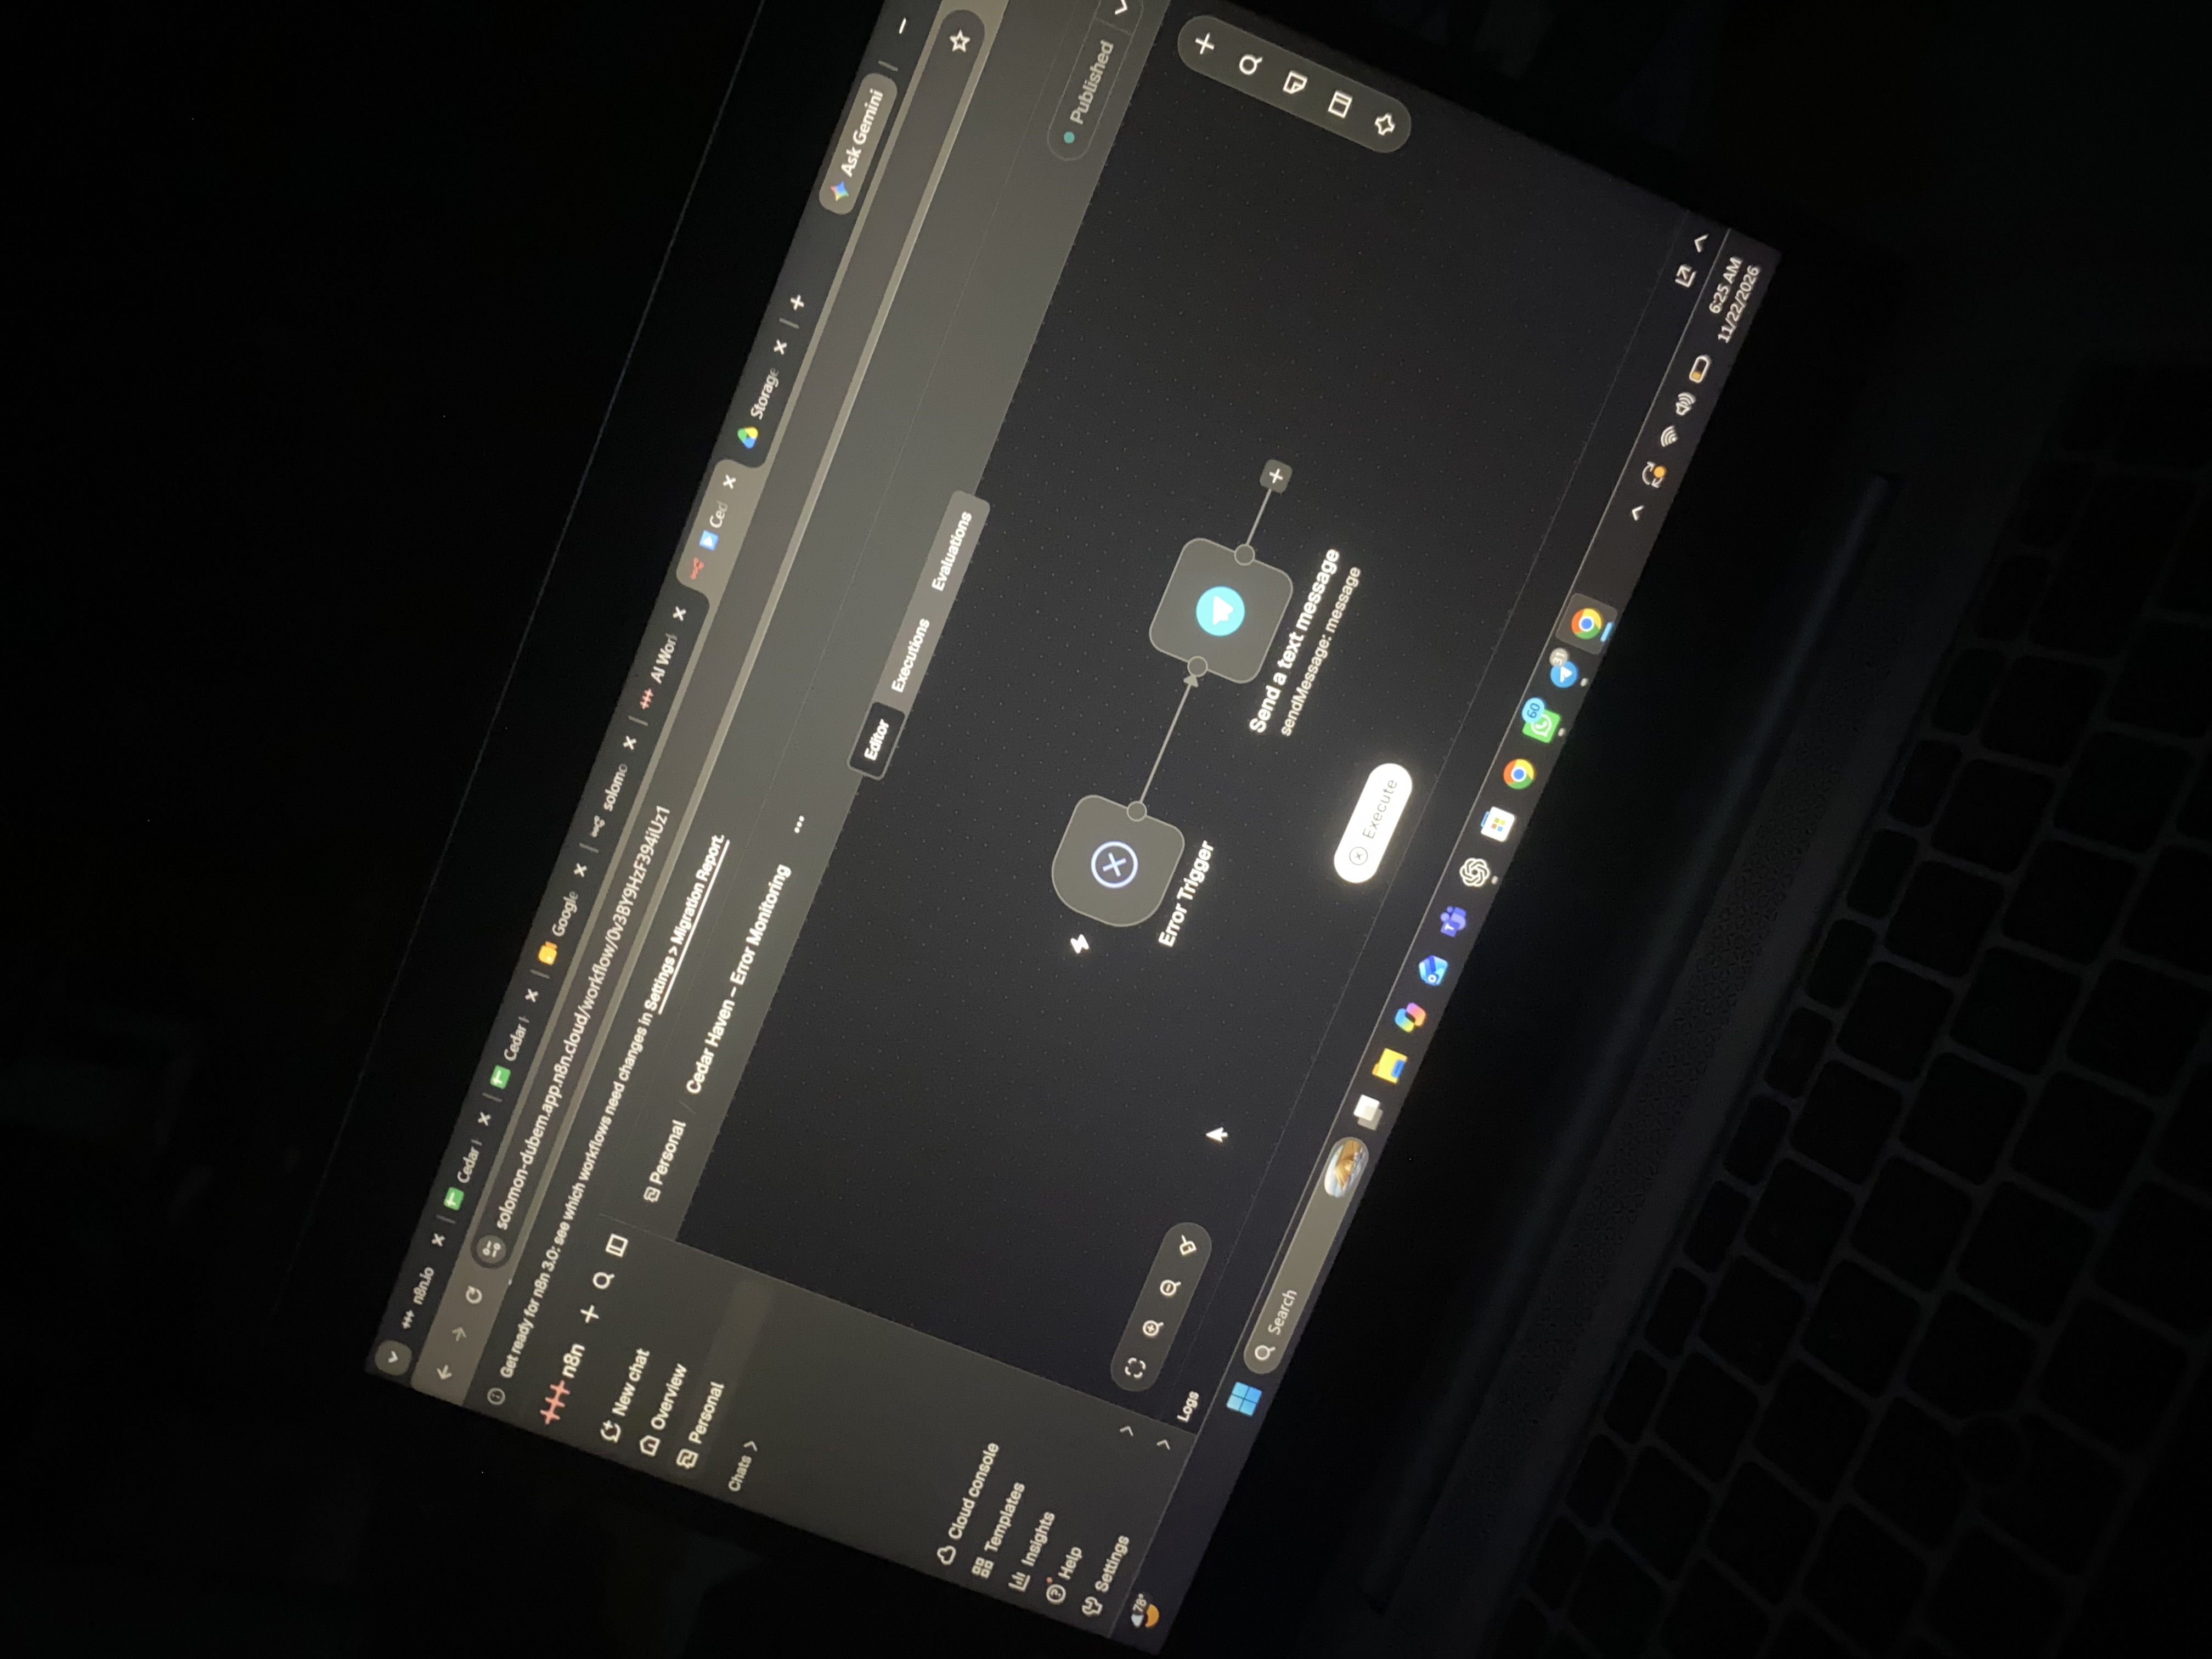 n8n.io
Cedar
Cedar
Google
solomo
AI Wor
Ced
Storage
Ask Gemini
solomon-dubem.app.n8n.cloud/workflow/0v3BY9HzF394iUz1
Get ready for n8n 3.0: see which workflows need changes in Settings > Migration Report.
n8n
New chat
Overview
Personal
Chats
Cloud console
Templates
Insights
Help
Settings
Personal / Cedar Haven – Error Monitoring
Editor
Executions
Evaluations
Published
Error Trigger
Send a text message
sendMessage: message
Execute
Logs
78°
Search
60
31
6:25 AM
11/22/2026